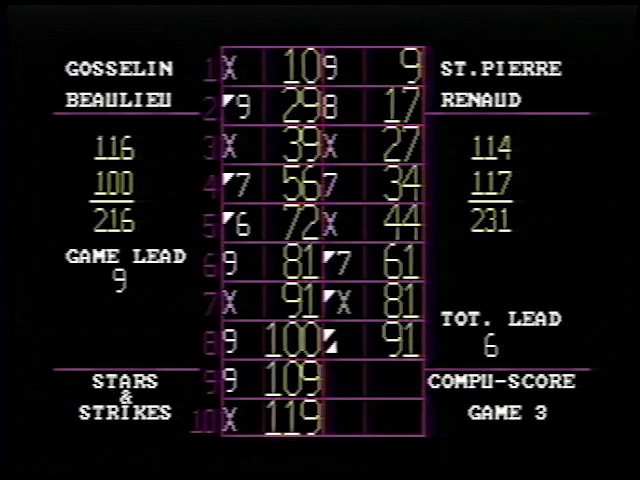 GOSSELIN 1 X 10 9 9 ST.PIERRE
BEAULIEU 2 9 29 8 17 RENAUD
116 3 X 39 X 27 114
100 4 7 56 7 34 117
216 5 6 72 X 44 231
GAME LEAD 6 9 81 7 61
9 7 X 91 X 81 TOT. LEAD
8 9 100 91 6
STARS 9 9 109 COMPU-SCORE
&
STRIKES 10 X 119 GAME 3